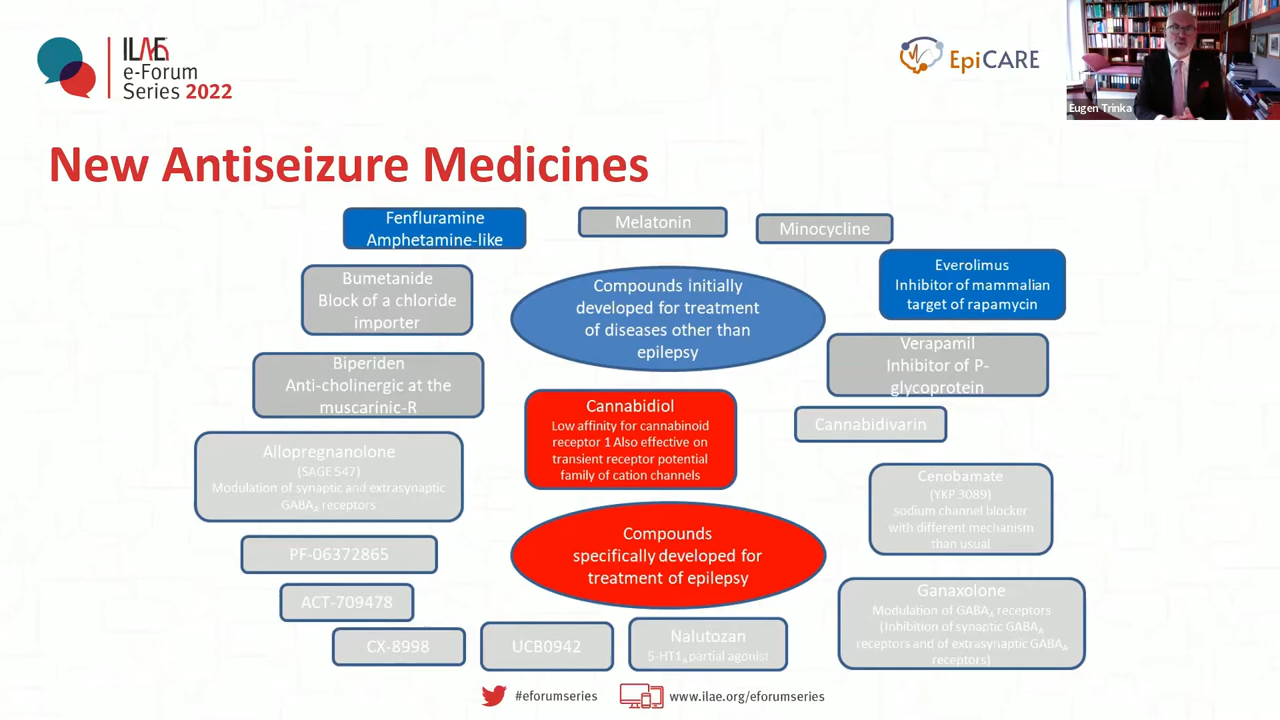 ILAE
e-Forum
Series 2022
EpiCARE
Eugen Trinka
New Antiseizure Medicines
Fenfluramine
Amphetamine-like
Melatonin
Minocycline
Everolimus
Inhibitor of mammalian
target of rapamycin
Bumetanide
Block of a chloride
importer
Compounds initially
developed for treatment
of diseases other than
epilepsy
Verapamil
Inhibitor of P-
glycoprotein
Biperiden
Anti-cholinergic at the
muscarinic-R
Cannabidiol
Low affinity for cannabinoid
receptor 1 Also effective on
transient receptor potential
family of cation channels
Cannabidivarin
Allopregnanolone
(SAGE 547)
Modulation of synaptic and extrasynaptic
GABAA receptors
Cenobamate
(YKP 3089)
sodium channel blocker
with different mechanism
than usual
PF-06372865
Compounds
specifically developed for
treatment of epilepsy
ACT-709478
Ganaxolone
Modulation of GABAA receptors
(Inhibition of synaptic GABAA
receptors and of extrasynaptic GABAA
receptors)
CX-8998
UCB0942
Nalutozan
5-HT1A partial agonist
#eforumseries
www.ilae.org/eforumseries